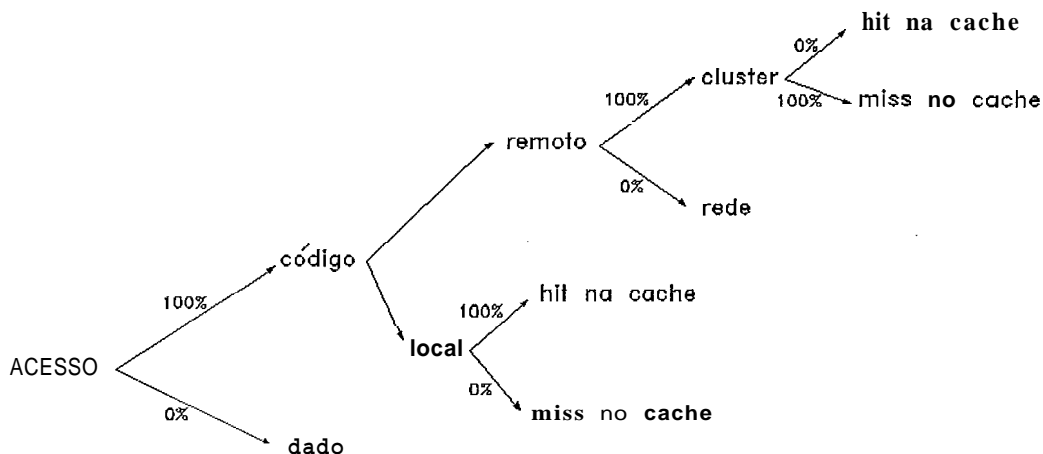 hit na cache
0%
cluster
100%
100%
miss no cache
remoto
0%
rede
código
100%
hit na cache
100%
local
ACESSO
0%
0%
miss no cache
dado